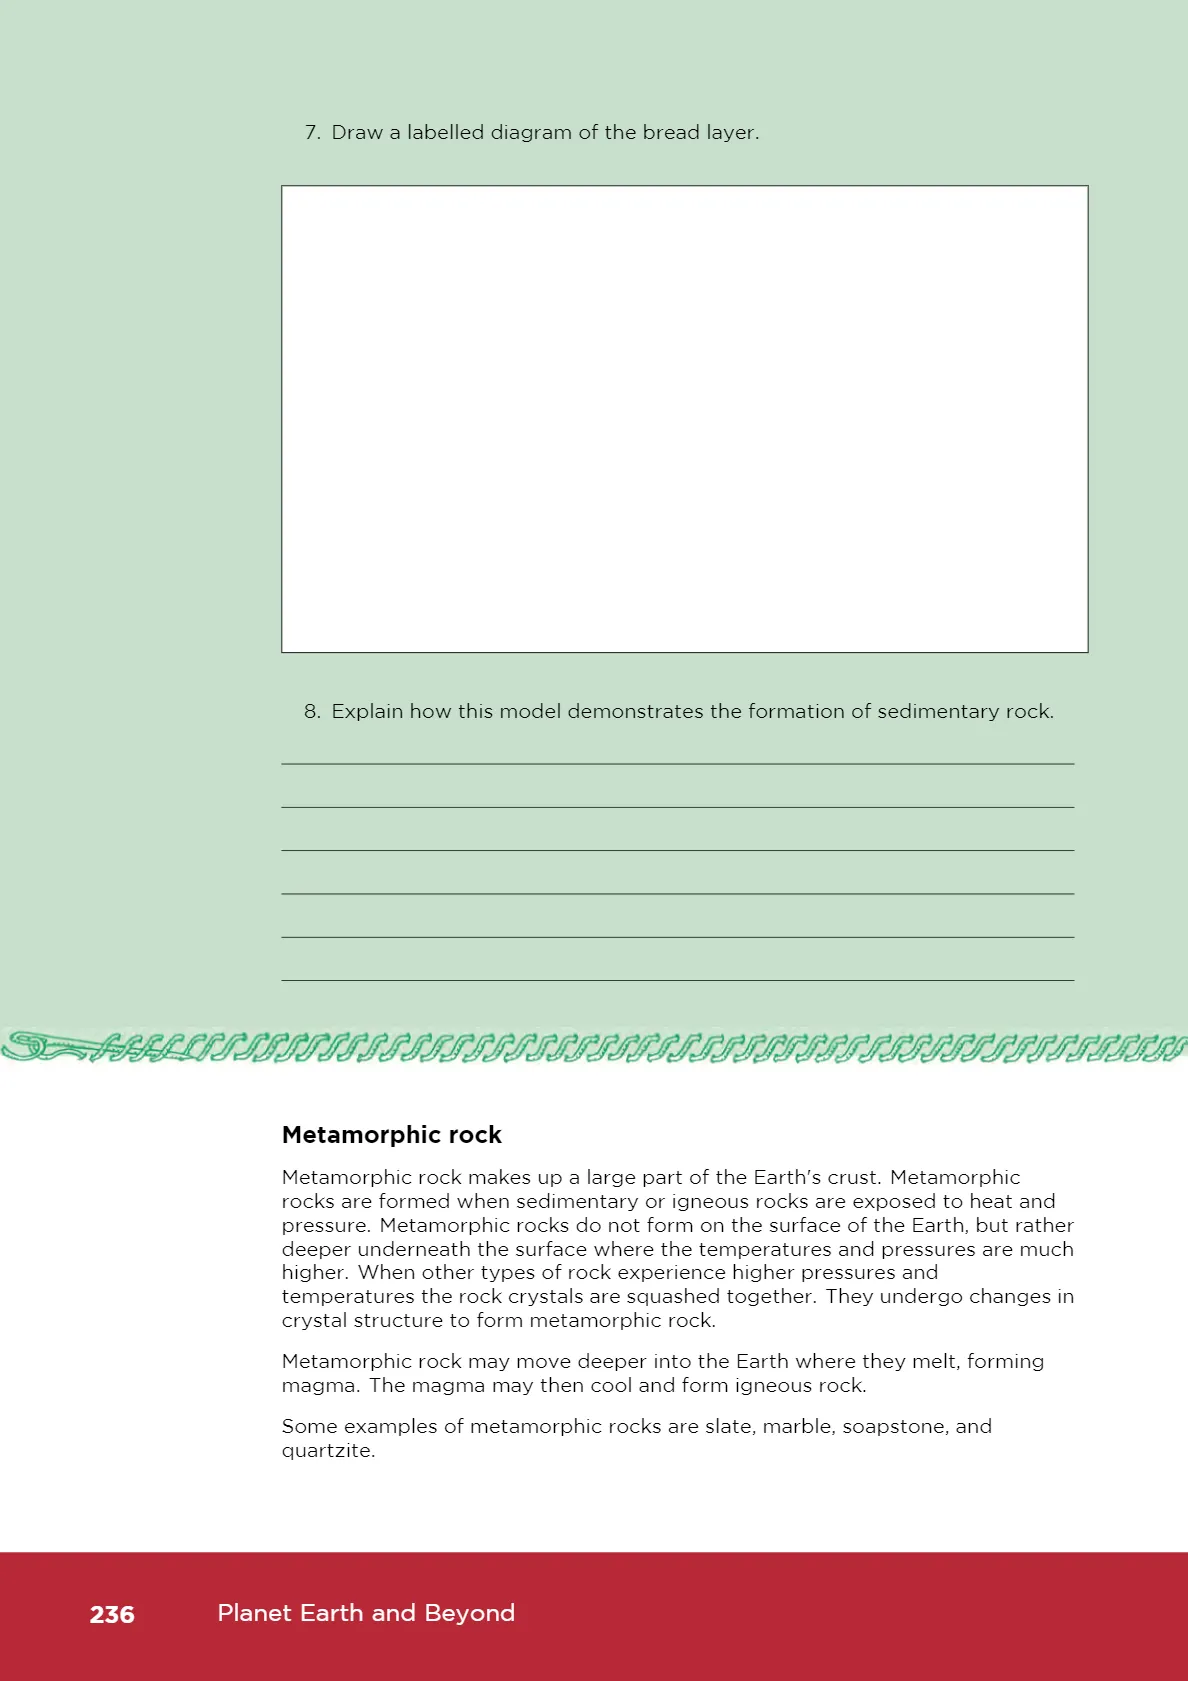 7. Draw a labelled diagram of the bread layer.
8. Explain how this model demonstrates the formation of sedimentary rock.
Metamorphic rock
Metamorphic rock makes up a large part of the Earth's crust. Metamorphic
rocks are formed when sedimentary or igneous rocks are exposed to heat and
pressure. Metamorphic rocks do not form on the surface of the Earth, but rather
deeper underneath the surface where the temperatures and pressures are much
higher. When other types of rock experience higher pressures and
temperatures the rock crystals are squashed together. They undergo changes in
crystal structure to form metamorphic rock.
Metamorphic rock may move deeper into the Earth where they melt, forming
magma. The magma may then cool and form igneous rock.
Some examples of metamorphic rocks are slate, marble, soapstone, and
quartzite.
236 Planet Earth and Beyond